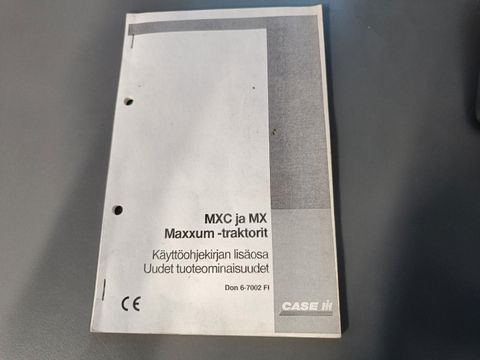 MXC ja MX
Maxxum -traktorit
Käyttöohjekirjan lisäosa
Uudet tuoteominaisuudet
Don 6-7002 FI
CE
CASE IH